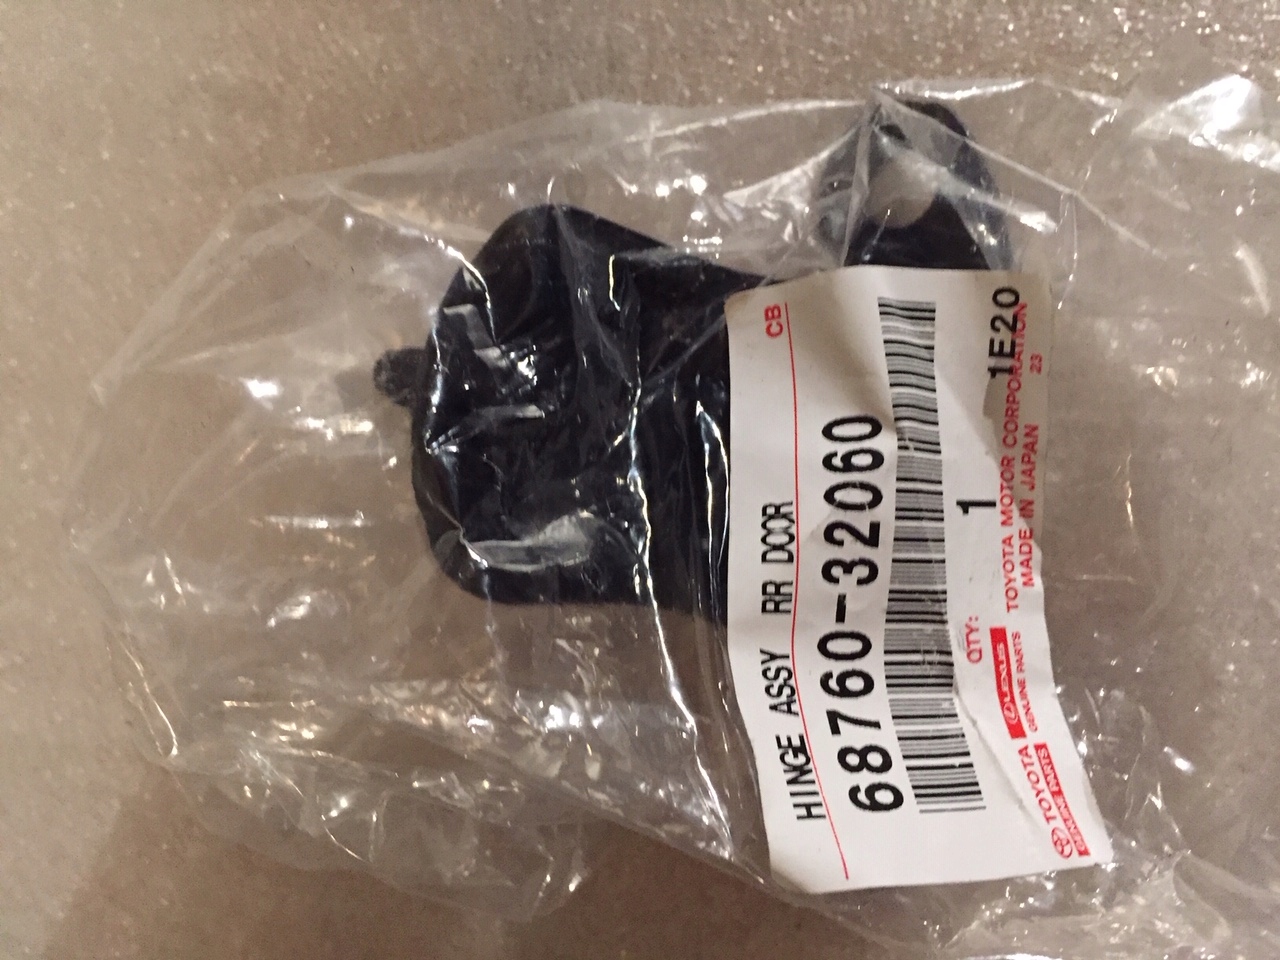 CB
HINGE ASSY RR DOOR
68760-32060
QTY: 1
1E20
LEXUS
GENUINE PARTS
TOYOTA MOTOR CORPORATION
MADE IN JAPAN 23
TOYOTA
GENUINE PARTS